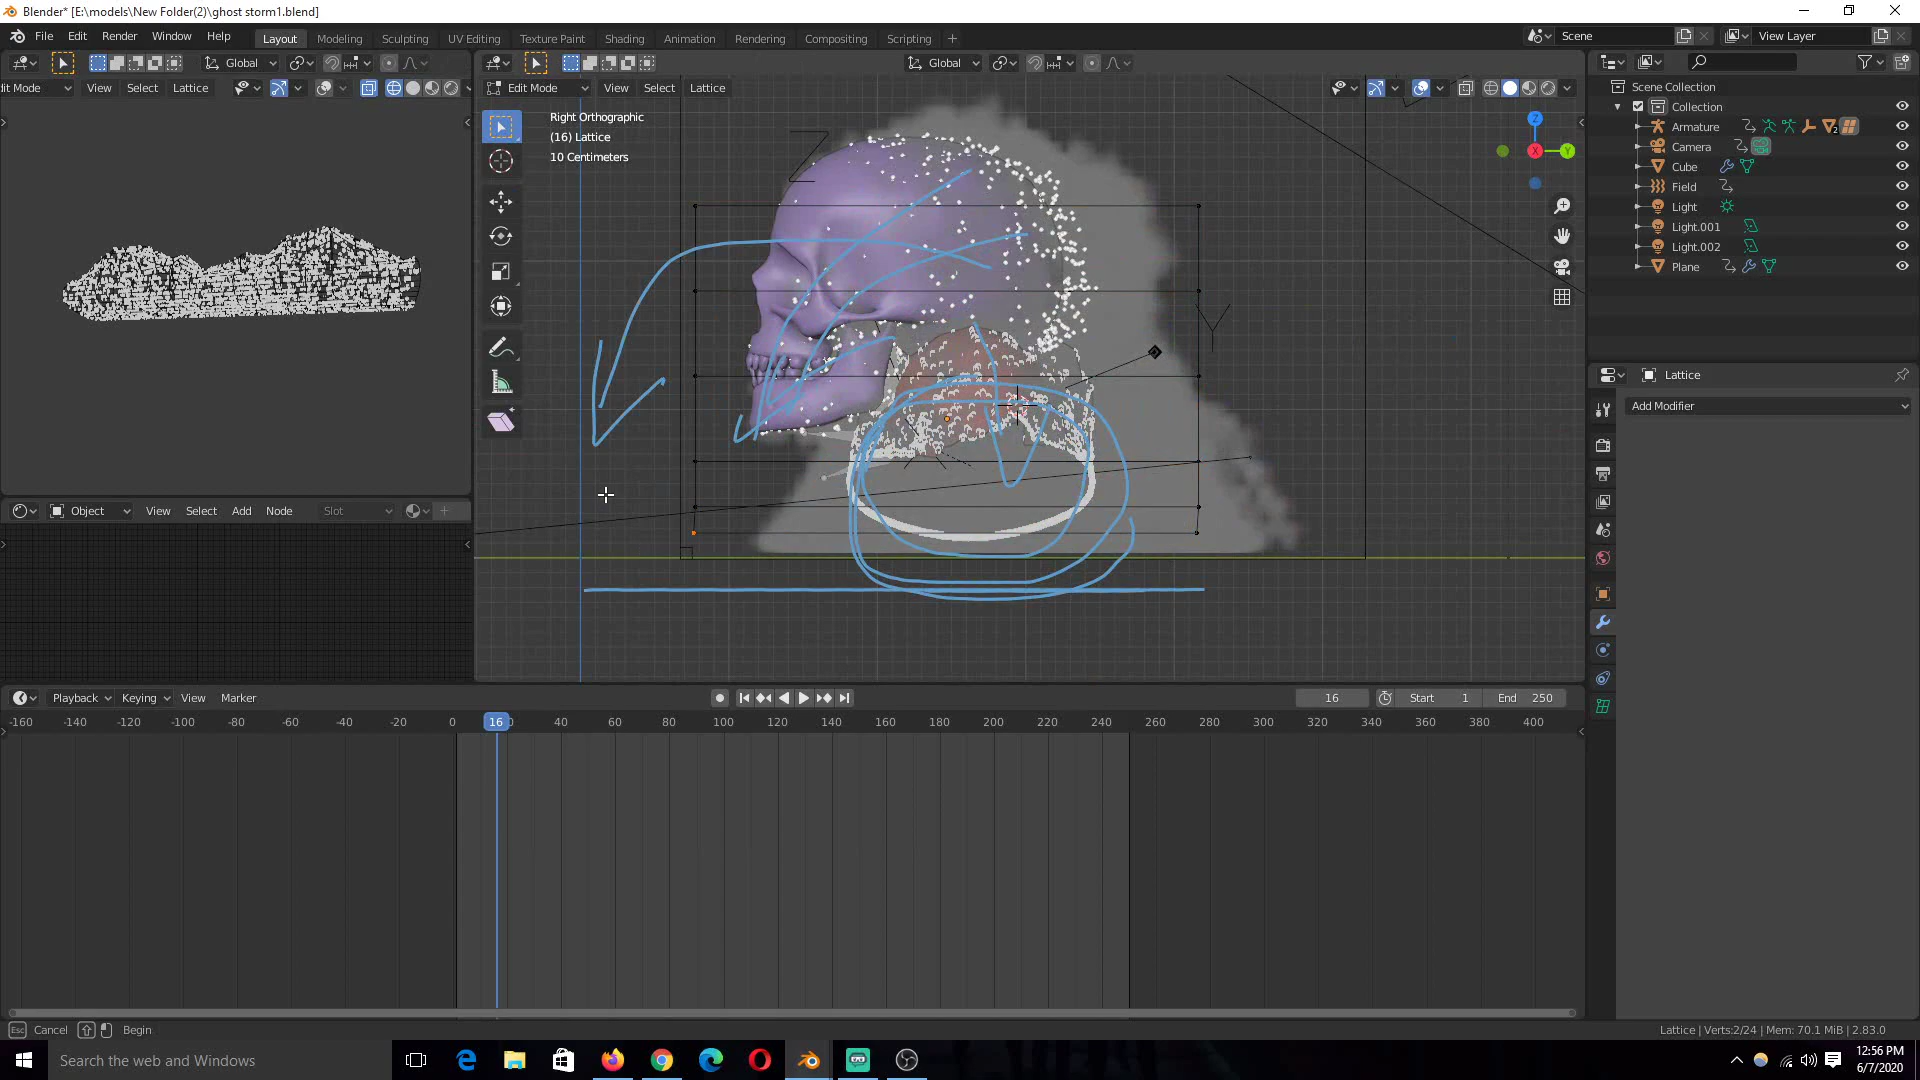 Blender* [E:\models\New Folder(2)\ghost storm1.blend]
File Edit Render Window Help Layout Modeling Sculpting UV Editing Texture Paint Shading Animation Rendering Compositing Scripting Scene View Layer
Global Global
dit Mode View Select Lattice Edit Mode View Select Lattice
Right Orthographic
(16) Lattice
10 Centimeters
Z
Y
Z
X
Y
Scene Collection
Collection
Armature 2
Camera
Cube
Field
Light
Light.001
Light.002
Plane
Lattice
Add Modifier
Object View Select Add Node Slot
Playback Keying View Marker 16 Start 1 End 250
-160 -140 -120 -100 -80 -60 -40 -20 0 16 40 60 80 100 120 140 160 180 200 220 240 260 280 300 320 340 360 380 400
Esc Cancel Begin Lattice | Verts:2/24 | Mem: 70.1 MiB | 2.83.0
Search the web and Windows
12:56 PM
6/7/2020